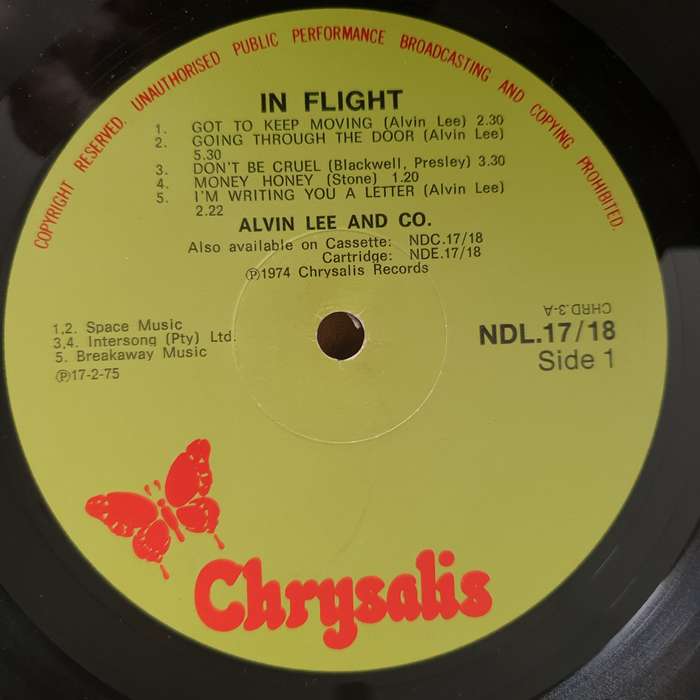 COPYRIGHT RESERVED. UNAUTHORISED PUBLIC PERFORMANCE BROADCASTING AND COPYING PROHIBITED.
IN FLIGHT
1. GOT TO KEEP MOVING (Alvin Lee) 2.30
2. GOING THROUGH THE DOOR (Alvin Lee)
5.30
3. DON'T BE CRUEL (Blackwell, Presley) 3.30
4. MONEY HONEY (Stone) 1.20
5. I'M WRITING YOU A LETTER (Alvin Lee)
2.22
ALVIN LEE AND CO.
Also available on Cassette: NDC.17/18
Cartridge: NDE.17/18
Ⓟ1974 Chrysalis Records
CHRD.3-A
1,2. Space Music
3,4. Intersong (Pty) Ltd.
5. Breakaway Music
Ⓟ17-2-75
NDL.17/18
Side 1
Chrysalis